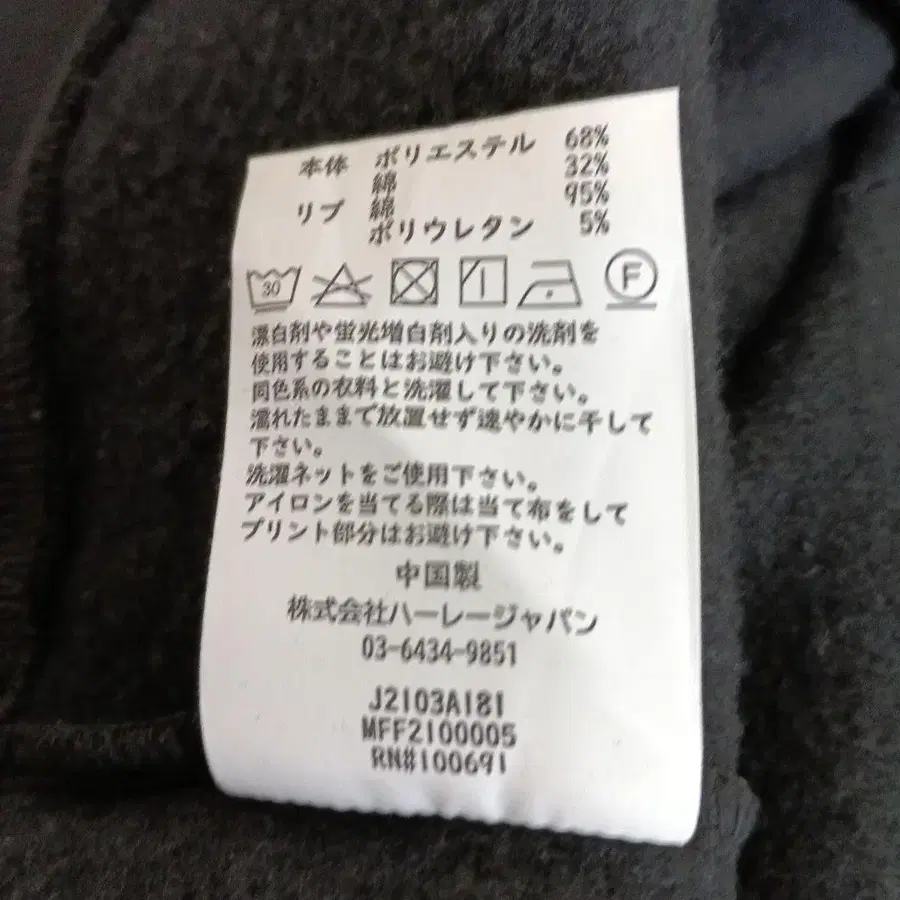 本体 ポリエステル 68%
綿 32%
リブ 綿 95%
ポリウレタン 5%
30 F
漂白剤や蛍光増白剤入りの洗剤を
使用することはお避け下さい。
同色系の衣料と洗濯して下さい。
濡れたままで放置せず速やかに干して
下さい。
洗濯ネットをご使用下さい。
アイロンを当てる際は当て布をして
プリント部分はお避け下さい。
中国製
株式会社ハーレージャパン
03-6434-9851
J2103A181
MFF2100005
RN#100691